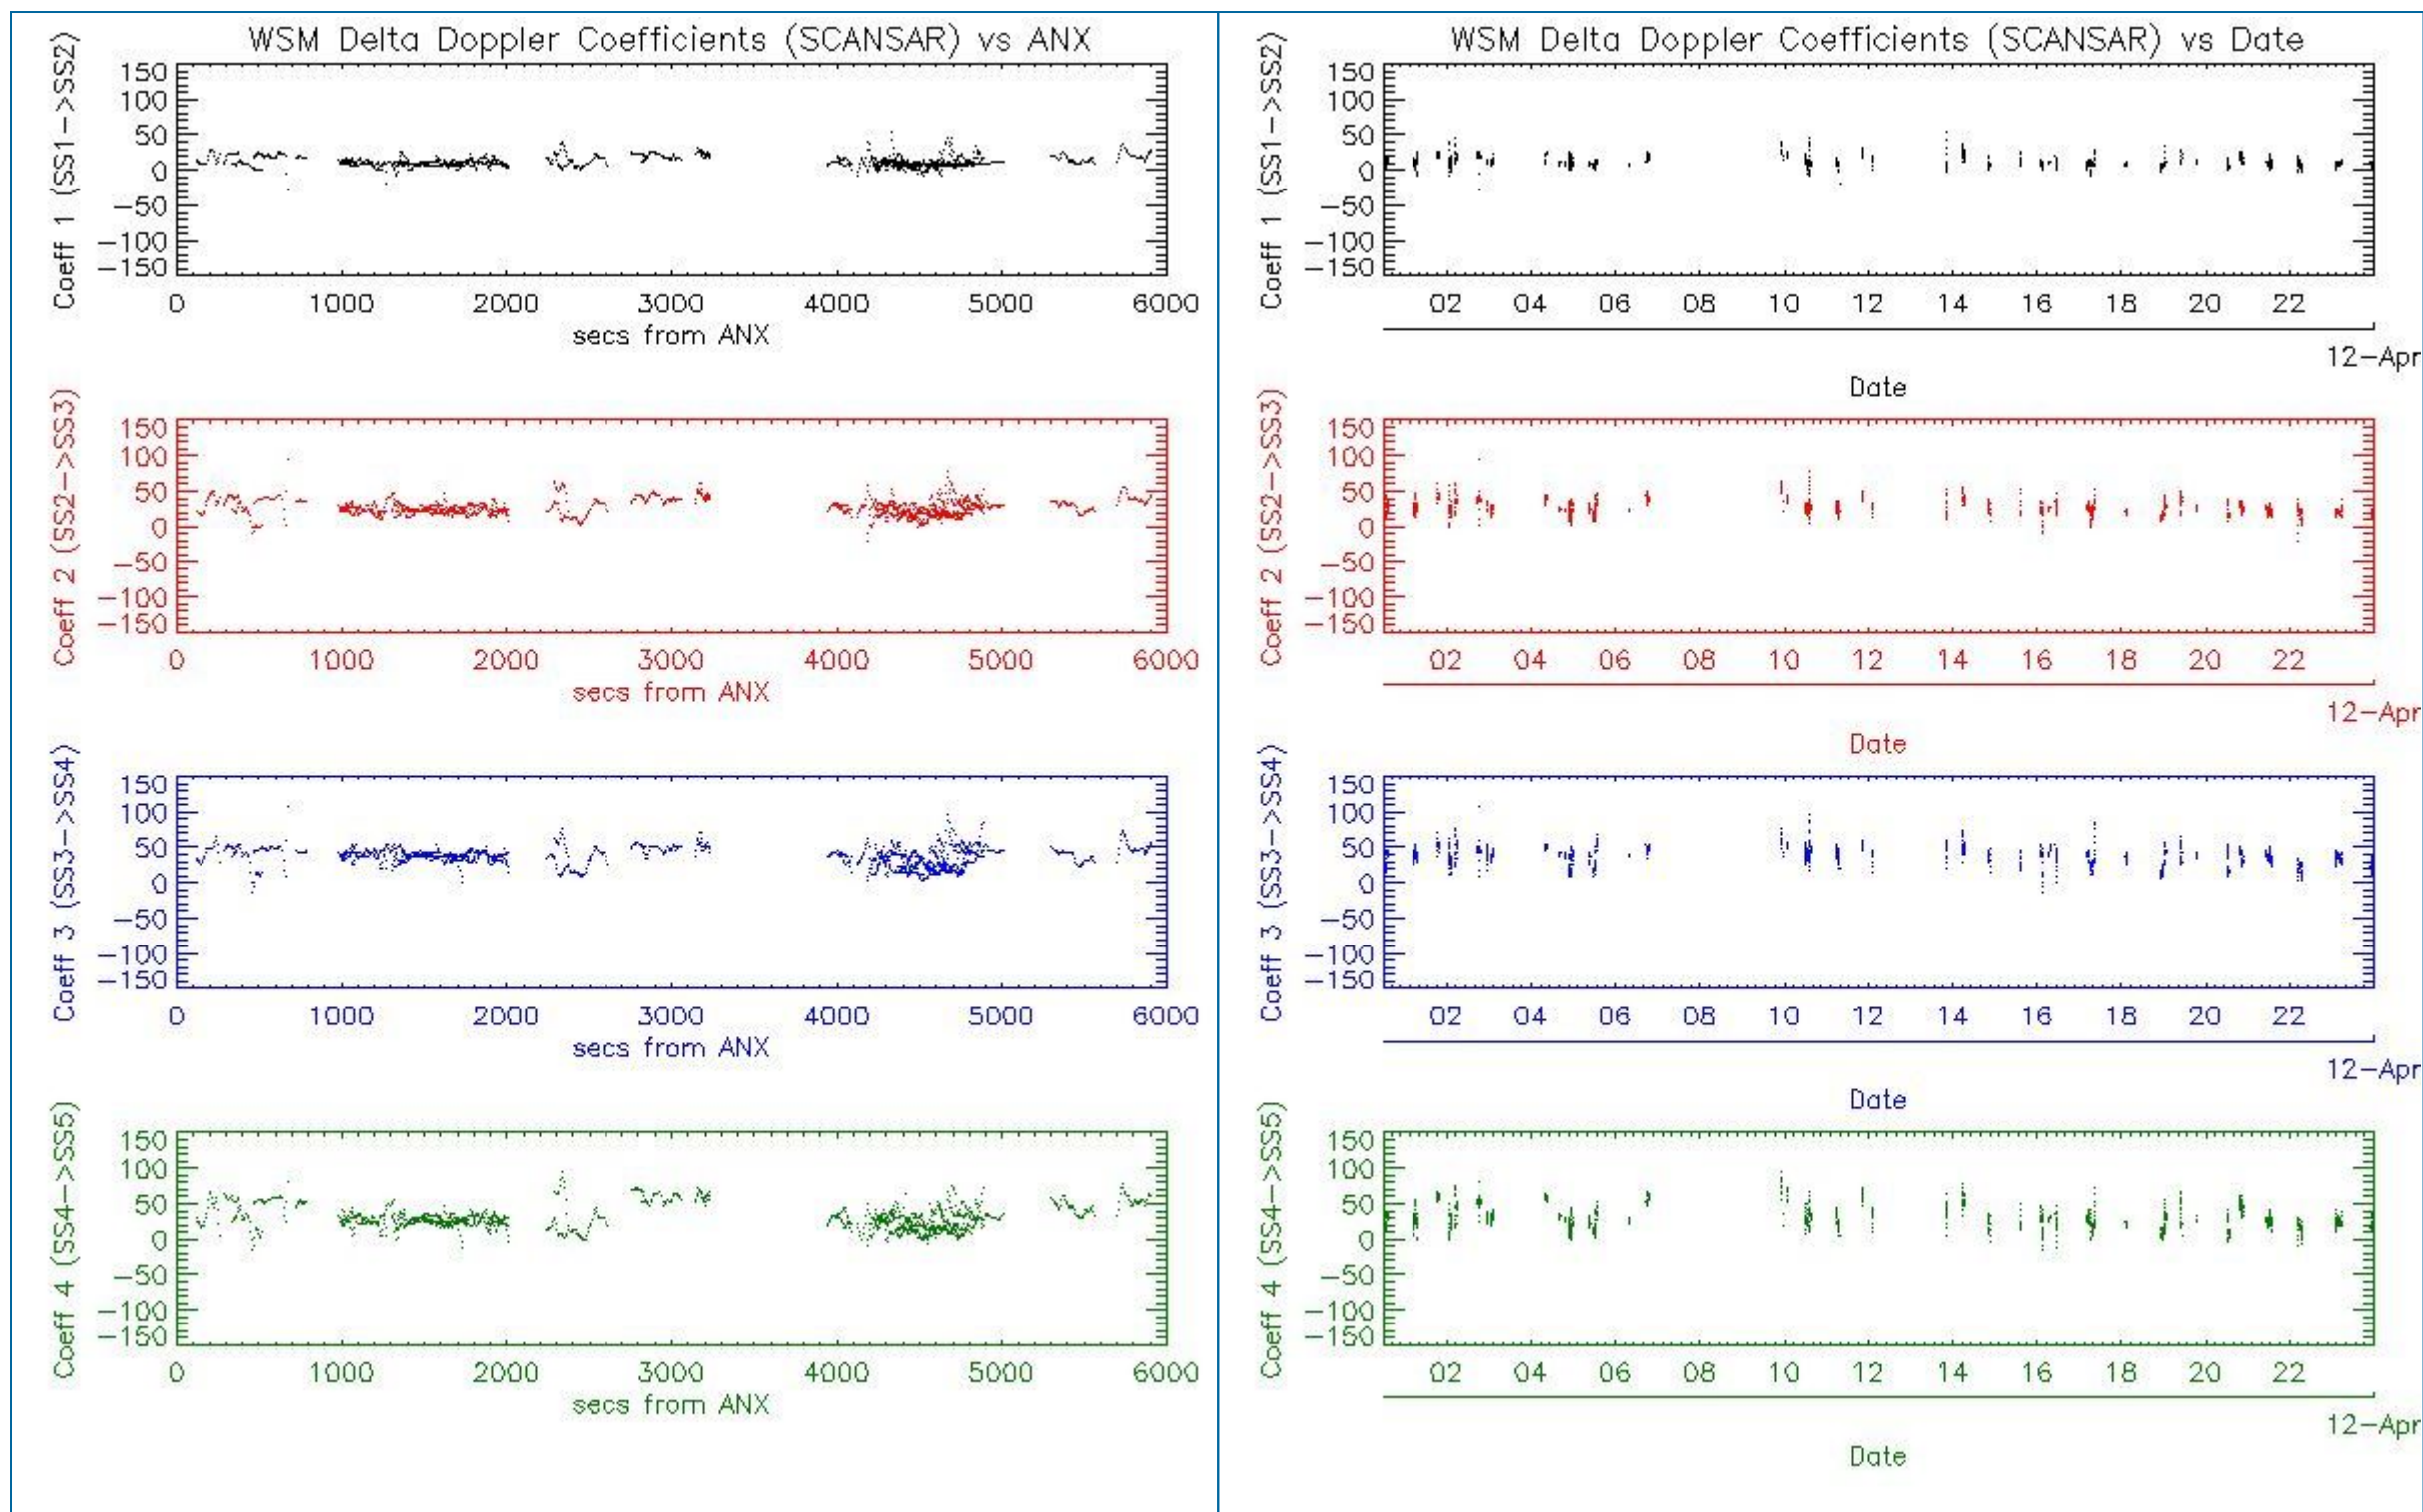 WSM Delta Doppler Coefficients (SCANSAR) vs ANX
Coeff 1 (SS1->SS2)
150
100
50
0
-50
-100
-150
0 1000 2000 3000 4000 5000 6000
secs from ANX
Coeff 2 (SS2->SS3)
150
100
50
0
-50
-100
-150
0 1000 2000 3000 4000 5000 6000
secs from ANX
Coeff 3 (SS3->SS4)
150
100
50
0
-50
-100
-150
0 1000 2000 3000 4000 5000 6000
secs from ANX
Coeff 4 (SS4->SS5)
150
100
50
0
-50
-100
-150
0 1000 2000 3000 4000 5000 6000
secs from ANX
WSM Delta Doppler Coefficients (SCANSAR) vs Date
Coeff 1 (SS1->SS2)
150
100
50
0
-50
-100
-150
02 04 06 08 10 12 14 16 18 20 22
12-Apr
Date
Coeff 2 (SS2->SS3)
150
100
50
0
-50
-100
-150
02 04 06 08 10 12 14 16 18 20 22
12-Apr
Date
Coeff 3 (SS3->SS4)
150
100
50
0
-50
-100
-150
02 04 06 08 10 12 14 16 18 20 22
12-Apr
Date
Coeff 4 (SS4->SS5)
150
100
50
0
-50
-100
-150
02 04 06 08 10 12 14 16 18 20 22
12-Apr
Date